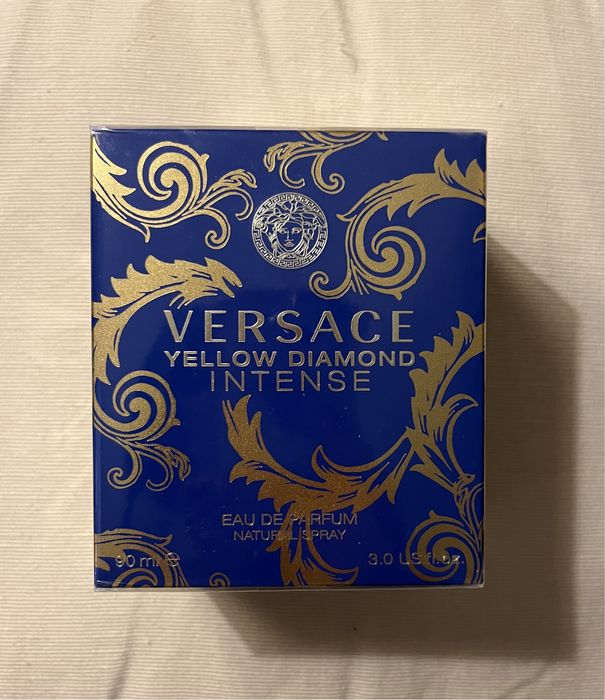 VERSACE
YELLOW DIAMOND
INTENSE
EAU DE PARFUM
NATURAL SPRAY
90 ml ℮ 3.0 US fl.oz.